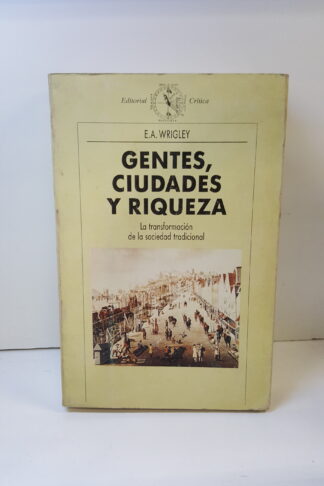 Editorial Crítica
E.A. WRIGLEY
GENTES,
CIUDADES
Y RIQUEZA
La transformación
de la sociedad tradicional